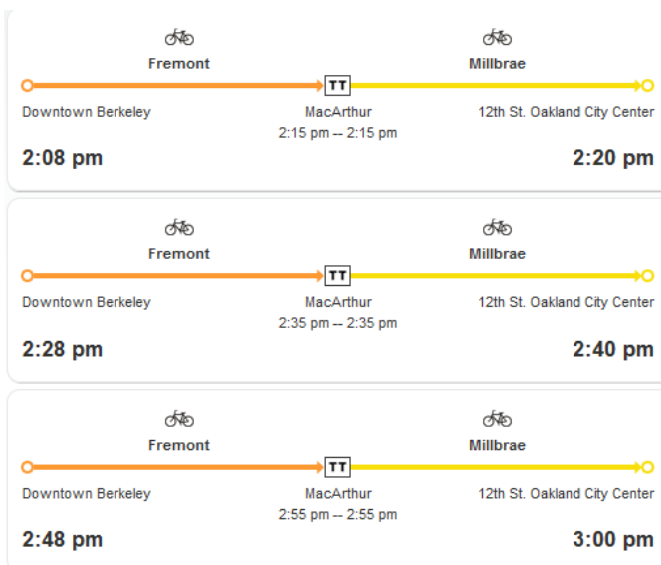 Fremont Millbrae
TT
Downtown Berkeley MacArthur 12th St. Oakland City Center
2:15 pm -- 2:15 pm
2:08 pm 2:20 pm
Fremont Millbrae
TT
Downtown Berkeley MacArthur 12th St. Oakland City Center
2:35 pm -- 2:35 pm
2:28 pm 2:40 pm
Fremont Millbrae
TT
Downtown Berkeley MacArthur 12th St. Oakland City Center
2:55 pm -- 2:55 pm
2:48 pm 3:00 pm